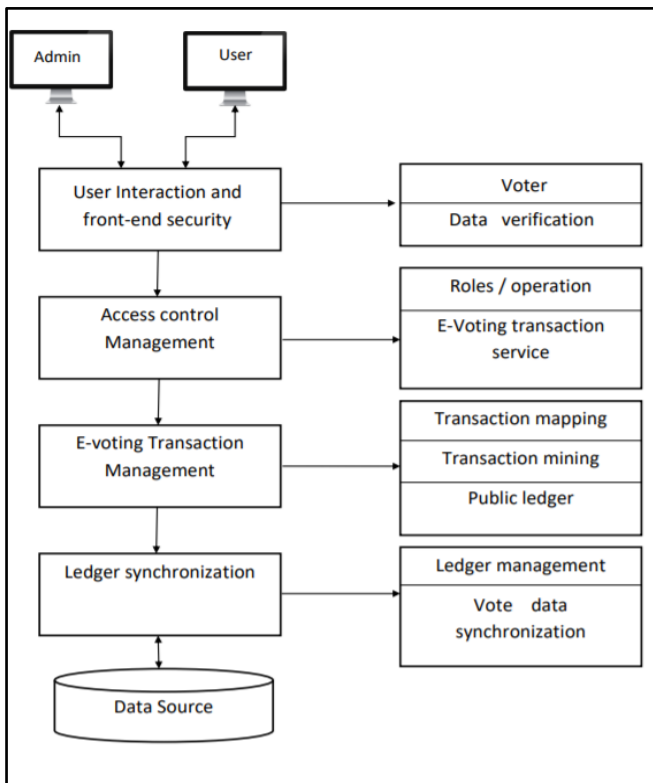 Admin
User
User Interaction and
front-end security
Voter
Data verification
Access control
Management
Roles / operation
E-Voting transaction
service
E-voting Transaction
Management
Transaction mapping
Transaction mining
Public ledger
Ledger synchronization
Ledger management
Vote data
synchronization
Data Source